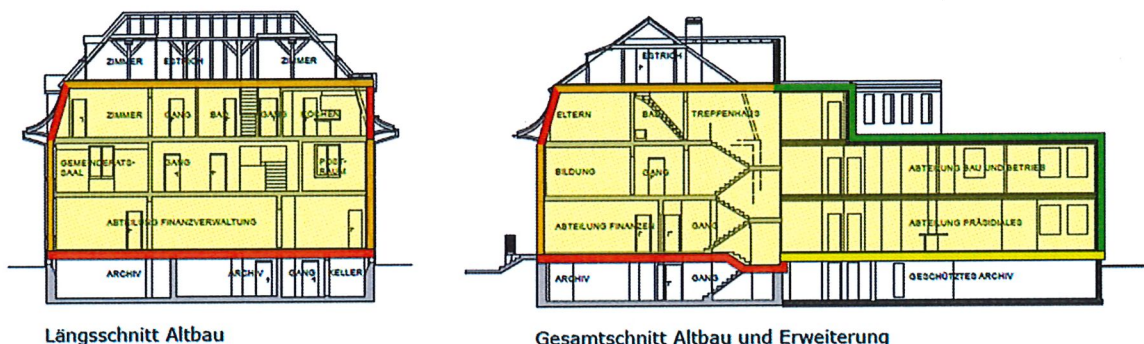 ZIMMER ESTRICH ZIMMER
ZIMMER GANG BAD GANG KOCHEN
GEMEINDERATS-
SAAL
GANG
POST-
RAUM
ABTEILUNG FINANZVERWALTUNG
ARCHIV ARCHIV GANG KELLER
Längsschnitt Altbau
ESTRICH
ELTERN BAD TREPPENHAUS
BILDUNG GANG ABTEILUNG BAU UND BETRIEB
ABTEILUNG FINANZEN GANG ABTEILUNG PRÄSIDIALES
ARCHIV GANG GESCHÜTZTES ARCHIV
Gesamtschnitt Altbau und Erweiterung